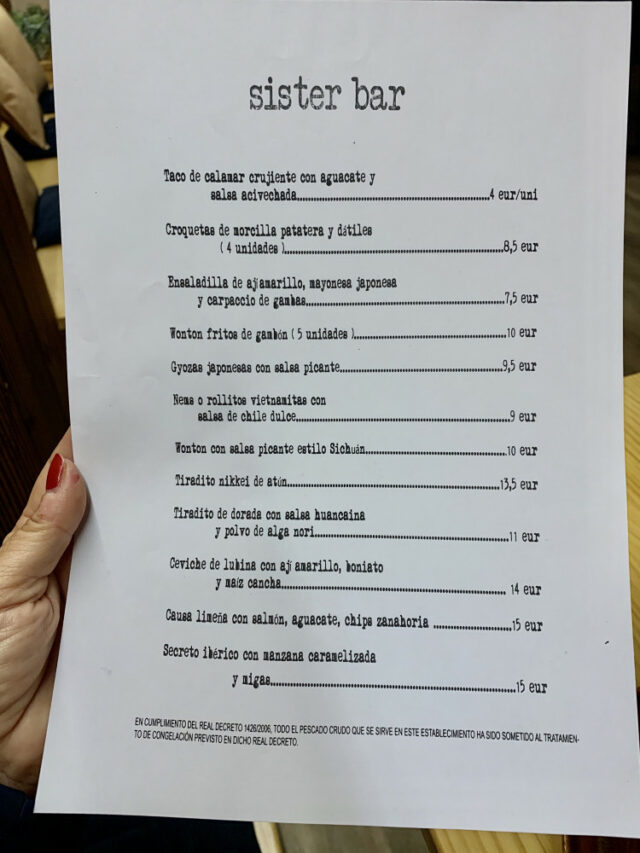 sister bar
Taco de calamar crujiente con aguacate y
salsa acivechada....................4 eur/uni
Croquetas de morcilla patatera y dátiles
( 4 unidades )....................8,5 eur
Ensaladilla de ajíamarillo, mayonesa japonesa
y carpaccio de gambas....................7,5 eur
Wonton fritos de gambón ( 5 unidades )....................10 eur
Gyozas japonesas con salsa picante....................9,5 eur
Nems o rollitos vietnamitas con
salsa de chile dulce....................9 eur
Wonton con salsa picante estilo Sichuán....................10 eur
Tiradito nikkei de atún....................13,5 eur
Tiradito de dorada con salsa huancaina
y polvo de alga nori....................11 eur
Ceviche de lubina con ají amarillo, boniato
y maíz cancha.................... 14 eur
Causa limeña con salmón, aguacate, chips zanahoria ....................15 eur
Secreto ibérico con manzana caramelizada
y migas....................15 eur
EN CUMPLIMIENTO DEL REAL DECRETO 1426/2006, TODO EL PESCADO CRUDO QUE SE SIRVE EN ESTE ESTABLECIMIENTO HA SIDO SOMETIDO AL TRATAMIEN-
TO DE CONGELACIÓN PREVISTO EN DICHO REAL DECRETO.